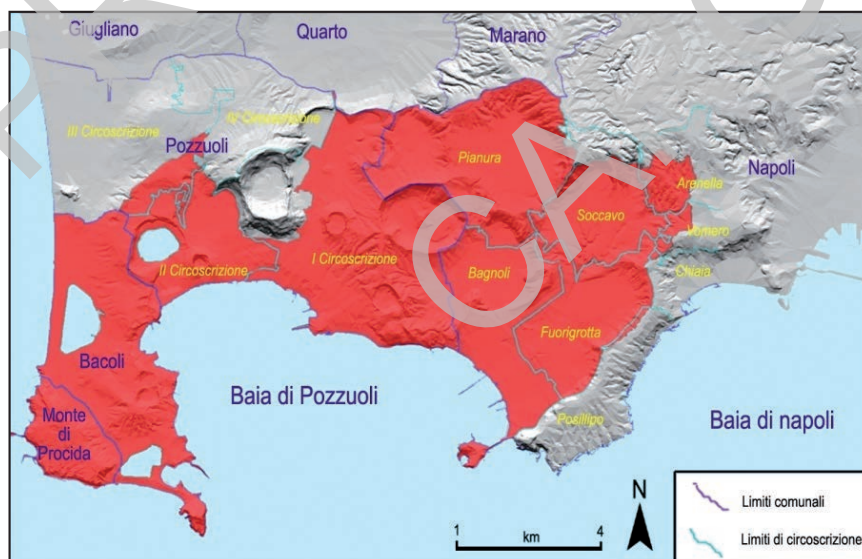 Giugliano
Quarto
Marano
III Circoscrizione
IV Circoscrizione
Pozzuoli
Pianura
Napoli
Arenella
Soccavo
Vomero
II Circoscrizione
I Circoscrizione
Bagnoli
Chiaia
Fuorigrotta
Bacoli
Baia di Pozzuoli
Monte
di
Procida
Posillipo
Baia di napoli
N
1 4
km
Limiti comunali
Limiti di circoscrizione
CA